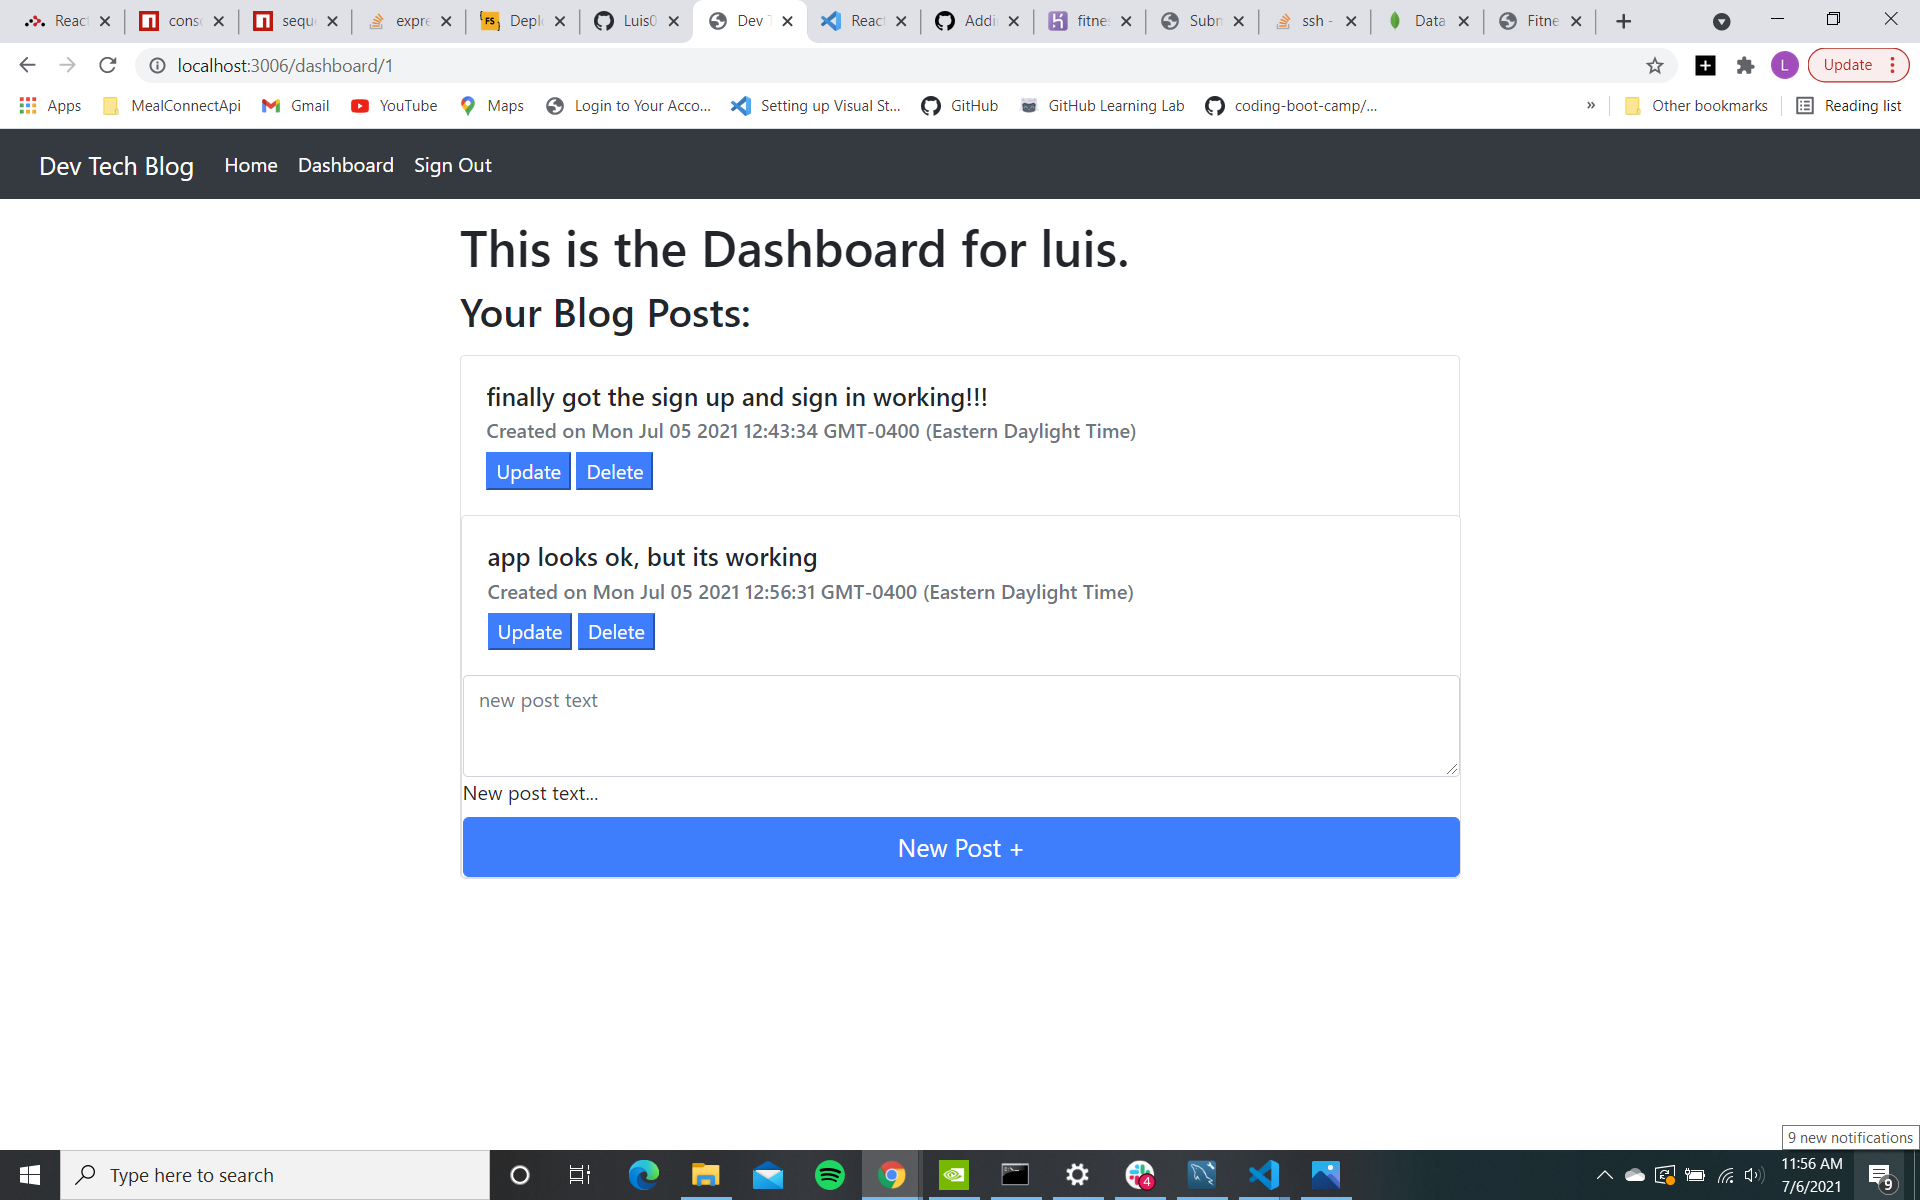 React
conso
seque
expre
Deplo
Luis0
Dev T
React
Addi
fitnes
Subm
ssh -
Data
Fitne
localhost:3006/dashboard/1
L
Update
Apps
MealConnectApi
Gmail
YouTube
Maps
Login to Your Acco...
Setting up Visual St...
GitHub
GitHub Learning Lab
coding-boot-camp/...
»
Other bookmarks
Reading list
Dev Tech Blog
Home
Dashboard
Sign Out
This is the Dashboard for luis.
Your Blog Posts:
finally got the sign up and sign in working!!!
Created on Mon Jul 05 2021 12:43:34 GMT-0400 (Eastern Daylight Time)
Update Delete
app looks ok, but its working
Created on Mon Jul 05 2021 12:56:31 GMT-0400 (Eastern Daylight Time)
Update Delete
new post text
New post text...
New Post +
9 new notifications
Type here to search
4
11:56 AM
7/6/2021
9